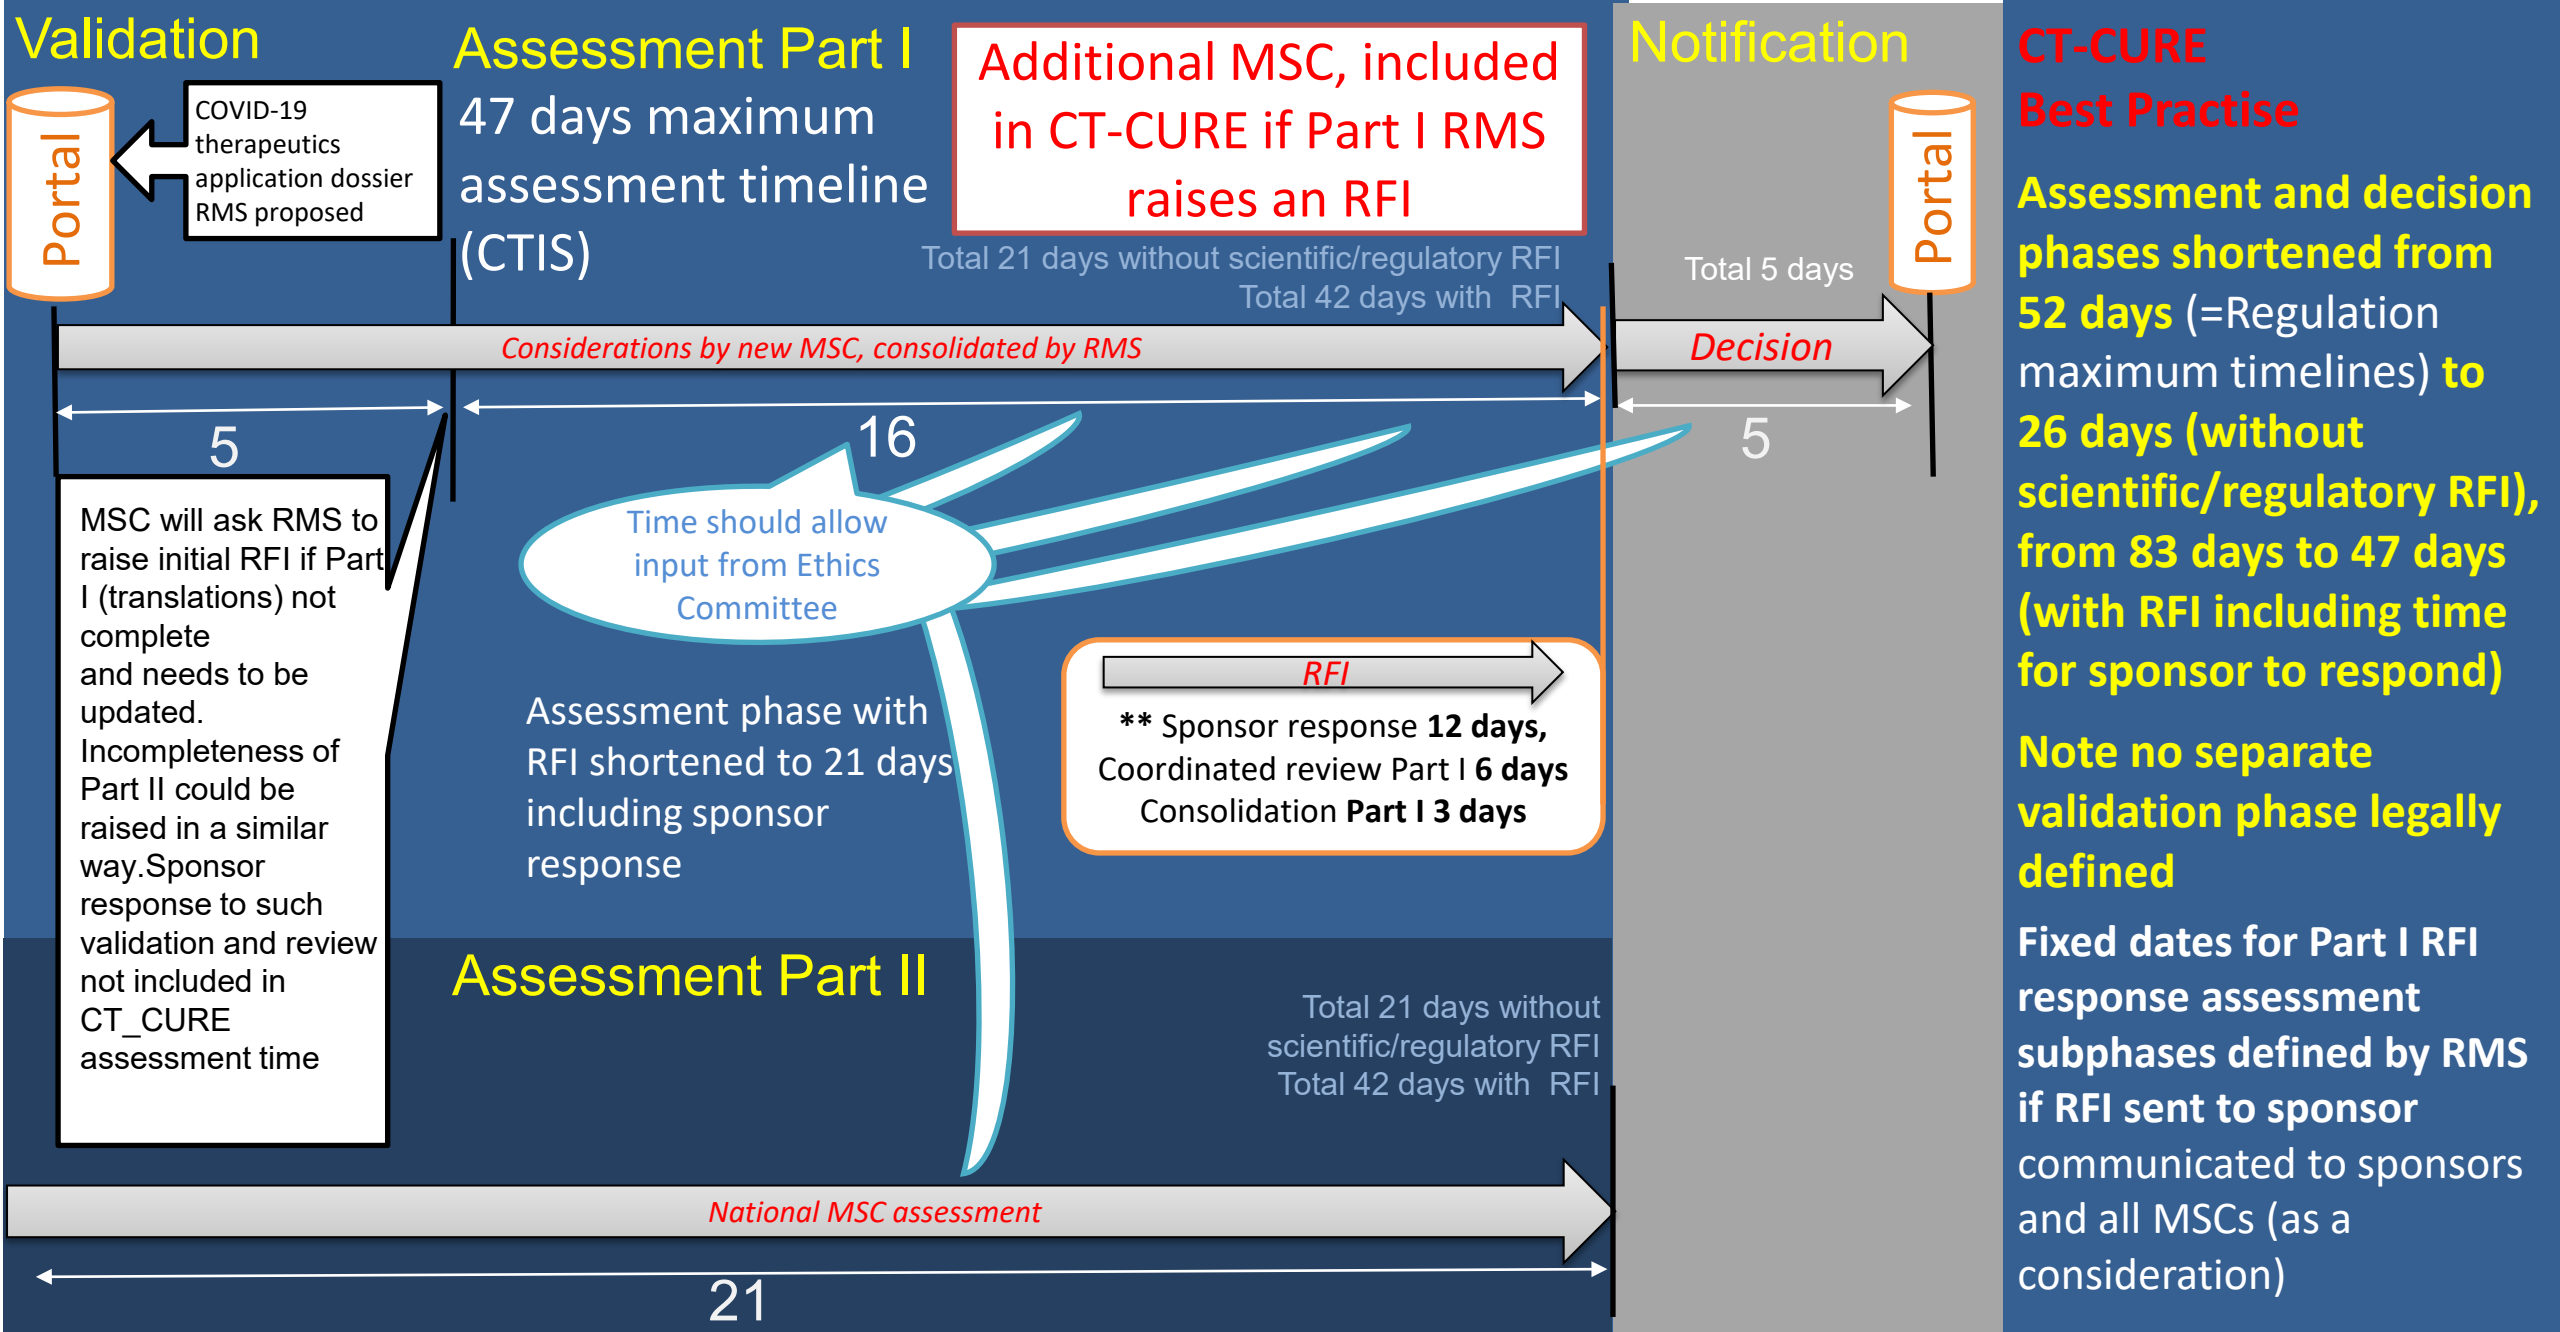 Validation
Portal
COVID-19
therapeutics
application dossier
RMS proposed
Assessment Part I
47 days maximum
assessment timeline
(CTIS)
Additional MSC, included
in CT-CURE if Part I RMS
raises an RFI
Total 21 days without scientific/regulatory RFI
Total 42 days with  RFI
Notification
Total 5 days
Portal
Considerations by new MSC, consolidated by RMS
Decision
5
16
5
MSC will ask RMS to
raise initial RFI if Part
I (translations) not
complete
and needs to be
updated.
Incompleteness of
Part II could be
raised in a similar
way.Sponsor
response to such
validation and review
not included in
CT_CURE
assessment time
Time should allow
input from Ethics
Committee
Assessment phase with
RFI shortened to 21 days
including sponsor
response
RFI
** Sponsor response 12 days,
Coordinated review Part I 6 days
Consolidation Part I 3 days
Assessment Part II
Total 21 days without
scientific/regulatory RFI
Total 42 days with  RFI
National MSC assessment
21
CT-CURE
Best Practise
Assessment and decision
phases shortened from
52 days (=Regulation
maximum timelines) to
26 days (without
scientific/regulatory RFI),
from 83 days to 47 days
(with RFI including time
for sponsor to respond)
Note no separate
validation phase legally
defined
Fixed dates for Part I RFI
response assessment
subphases defined by RMS
if RFI sent to sponsor
communicated to sponsors
and all MSCs (as a
consideration)